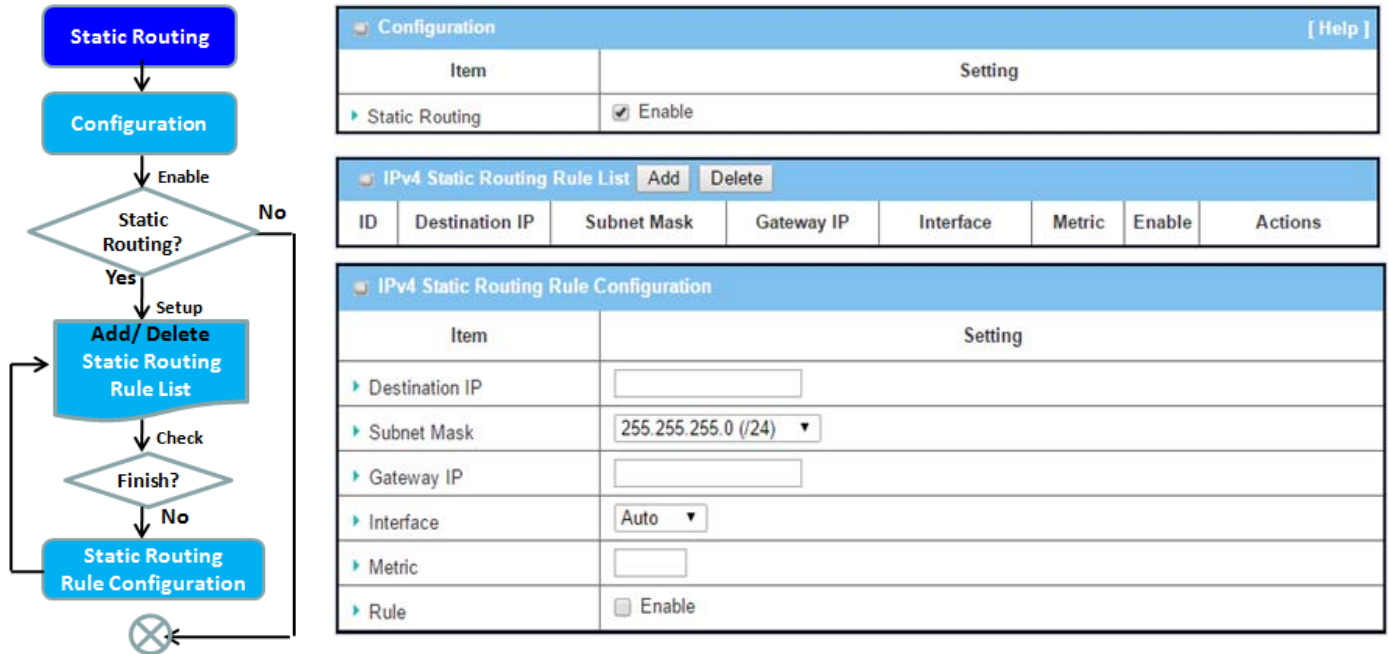 Static Routing
Configuration
Enable
Static
Routing?
No
Yes
Setup
Add/ Delete
Static Routing
Rule List
Check
Finish?
No
Static Routing
Rule Configuration
Configuration [ Help ]
Item Setting
Static Routing Enable
IPv4 Static Routing Rule List Add Delete
ID Destination IP Subnet Mask Gateway IP Interface Metric Enable Actions
IPv4 Static Routing Rule Configuration
Item Setting
Destination IP
Subnet Mask 255.255.255.0 (/24)
Gateway IP
Interface Auto
Metric
Rule Enable